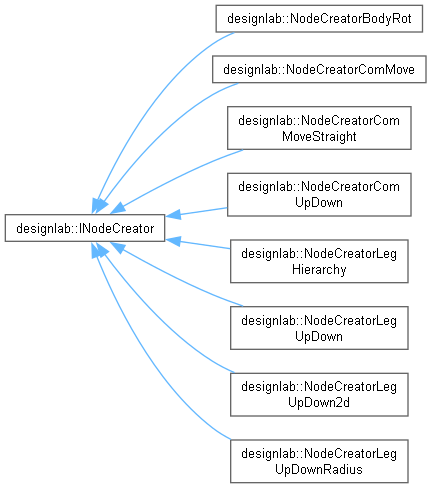 designlab::NodeCreatorBodyRot
designlab::NodeCreatorComMove
designlab::NodeCreatorCom
MoveStraight
designlab::NodeCreatorCom
UpDown
designlab::INodeCreator
designlab::NodeCreatorLeg
Hierarchy
designlab::NodeCreatorLeg
UpDown
designlab::NodeCreatorLeg
UpDown2d
designlab::NodeCreatorLeg
UpDownRadius